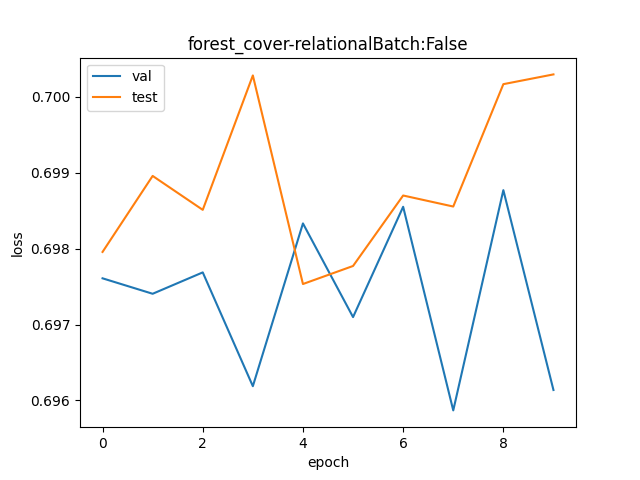 forest_cover-relationalBatch:False
val
test
0.700
0.699
0.698
0.697
0.696
loss
0 2 4 6 8
epoch